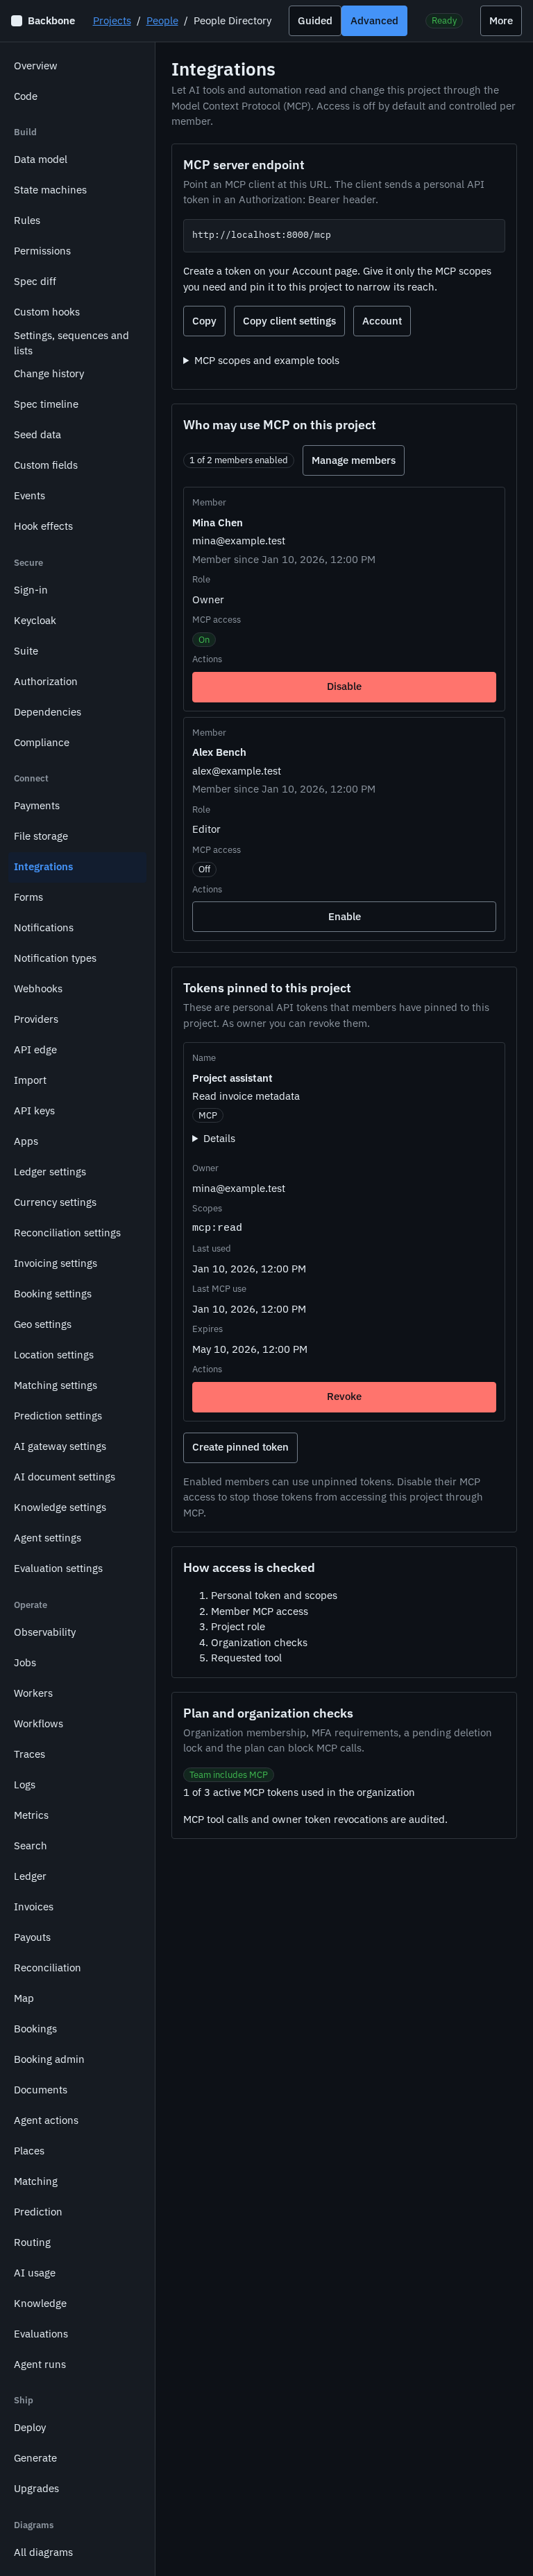 Backbone
Projects / People / People Directory
Guided
Advanced
Ready
More
Overview
Code
Build
Data model
State machines
Rules
Permissions
Spec diff
Custom hooks
Settings, sequences and
lists
Change history
Spec timeline
Seed data
Custom fields
Events
Hook effects
Secure
Sign-in
Keycloak
Suite
Authorization
Dependencies
Compliance
Connect
Payments
File storage
Integrations
Forms
Notifications
Notification types
Webhooks
Providers
API edge
Import
API keys
Apps
Ledger settings
Currency settings
Reconciliation settings
Invoicing settings
Booking settings
Geo settings
Location settings
Matching settings
Prediction settings
AI gateway settings
AI document settings
Knowledge settings
Agent settings
Evaluation settings
Operate
Observability
Jobs
Workers
Workflows
Traces
Logs
Metrics
Search
Ledger
Invoices
Payouts
Reconciliation
Map
Bookings
Booking admin
Documents
Agent actions
Places
Matching
Prediction
Routing
AI usage
Knowledge
Evaluations
Agent runs
Ship
Deploy
Generate
Upgrades
Diagrams
All diagrams
Integrations
Let AI tools and automation read and change this project through the
Model Context Protocol (MCP). Access is off by default and controlled per
member.
MCP server endpoint
Point an MCP client at this URL. The client sends a personal API
token in an Authorization: Bearer header.
http://localhost:8000/mcp
Create a token on your Account page. Give it only the MCP scopes
you need and pin it to this project to narrow its reach.
Copy
Copy client settings
Account
MCP scopes and example tools
Who may use MCP on this project
1 of 2 members enabled
Manage members
Member
Mina Chen
mina@example.test
Member since Jan 10, 2026, 12:00 PM
Role
Owner
MCP access
On
Actions
Disable
Member
Alex Bench
alex@example.test
Member since Jan 10, 2026, 12:00 PM
Role
Editor
MCP access
Off
Actions
Enable
Tokens pinned to this project
These are personal API tokens that members have pinned to this
project. As owner you can revoke them.
Name
Project assistant
Read invoice metadata
MCP
Details
Owner
mina@example.test
Scopes
mcp:read
Last used
Jan 10, 2026, 12:00 PM
Last MCP use
Jan 10, 2026, 12:00 PM
Expires
May 10, 2026, 12:00 PM
Actions
Revoke
Create pinned token
Enabled members can use unpinned tokens. Disable their MCP
access to stop those tokens from accessing this project through
MCP.
How access is checked
1. Personal token and scopes
2. Member MCP access
3. Project role
4. Organization checks
5. Requested tool
Plan and organization checks
Organization membership, MFA requirements, a pending deletion
lock and the plan can block MCP calls.
Team includes MCP
1 of 3 active MCP tokens used in the organization
MCP tool calls and owner token revocations are audited.